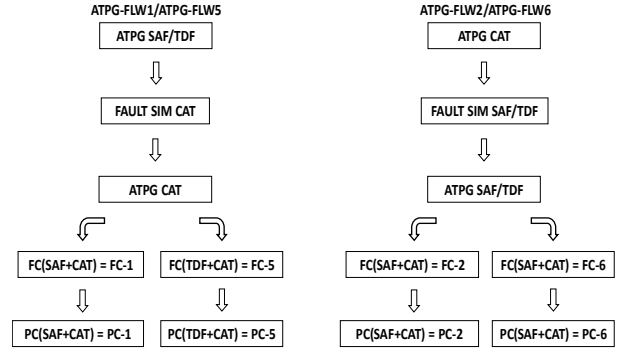 ATPG-FLW1/ATPG-FLW5
ATPG SAF/TDF
FAULT SIM CAT
ATPG CAT
FC(SAF+CAT) = FC-1
FC(TDF+CAT) = FC-5
PC(SAF+CAT) = PC-1
PC(TDF+CAT) = PC-5
ATPG-FLW2/ATPG-FLW6
ATPG CAT
FAULT SIM SAF/TDF
ATPG SAF/TDF
FC(SAF+CAT) = FC-2
FC(SAF+CAT) = FC-6
PC(SAF+CAT) = PC-2
PC(SAF+CAT) = PC-6